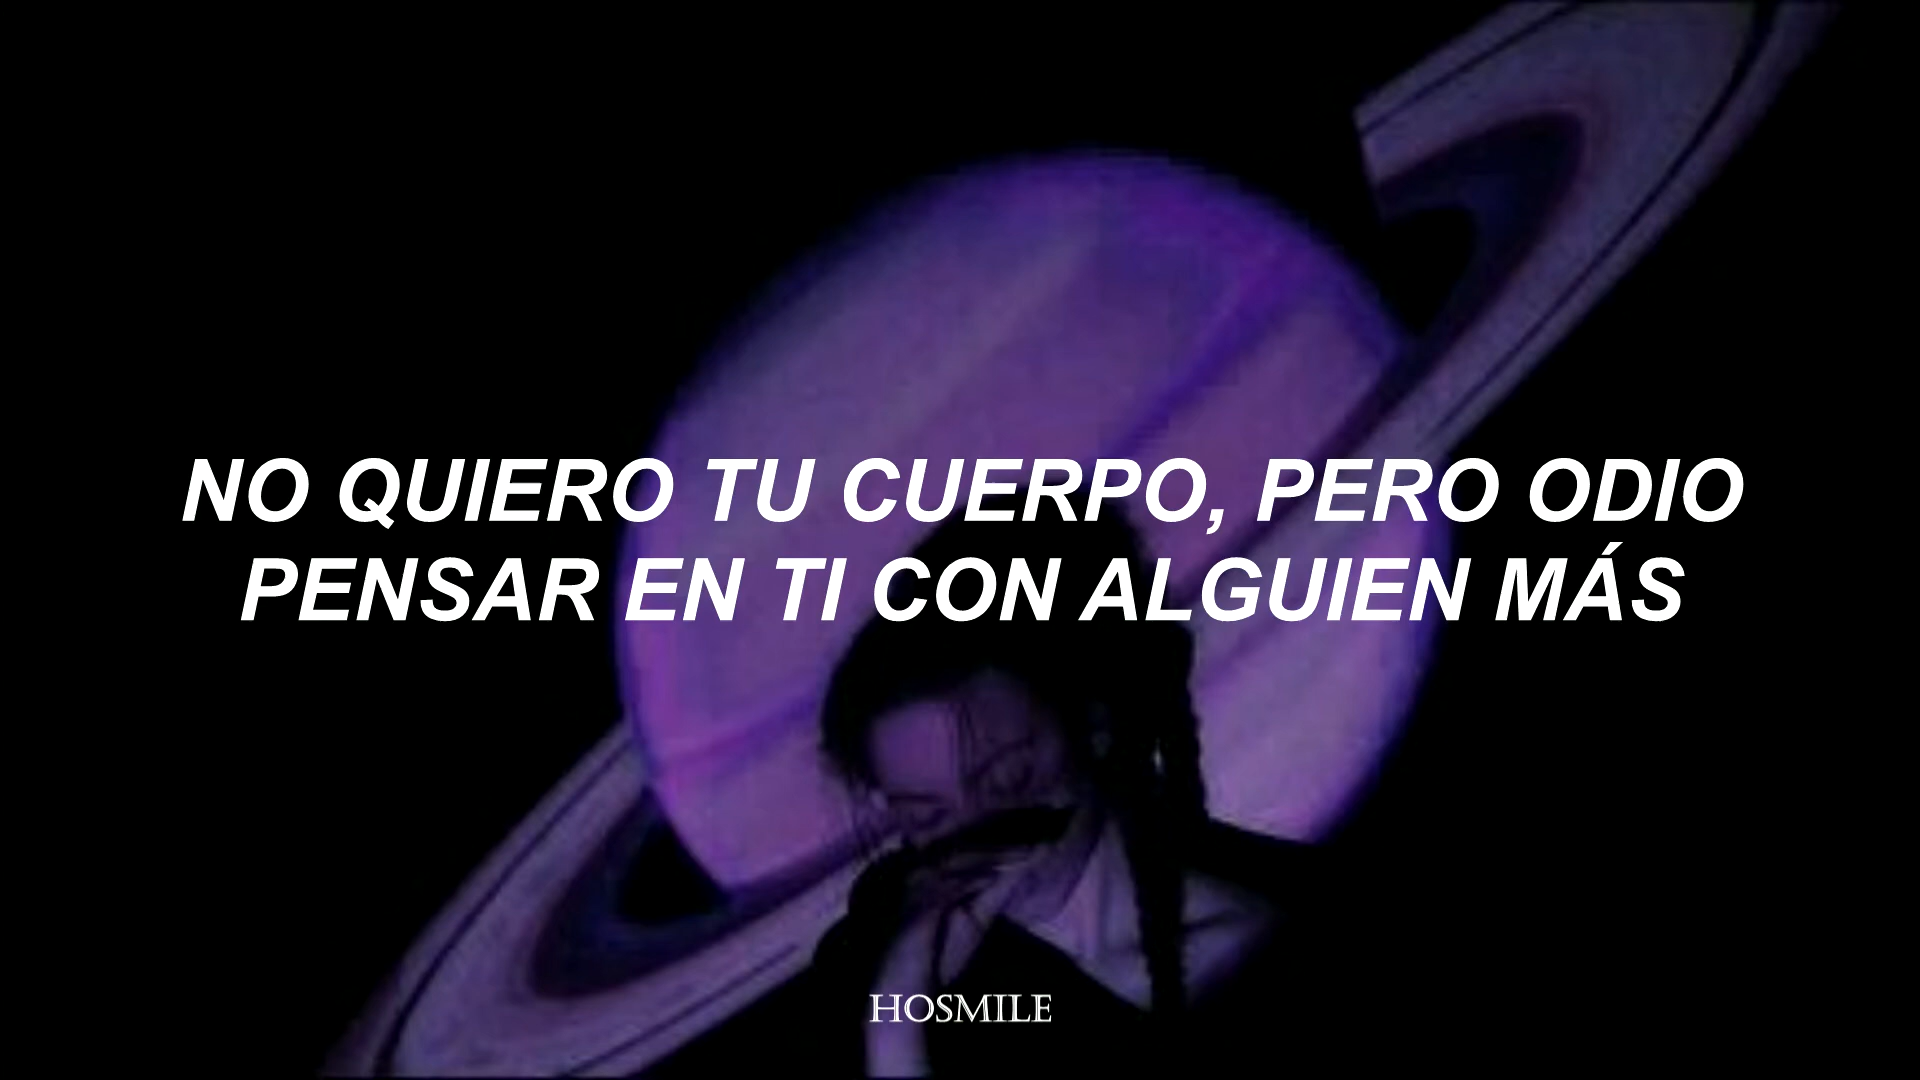 NO QUIERO TU CUERPO, PERO ODIO
PENSAR EN TI CON ALGUIEN MÁS
HOSMILE